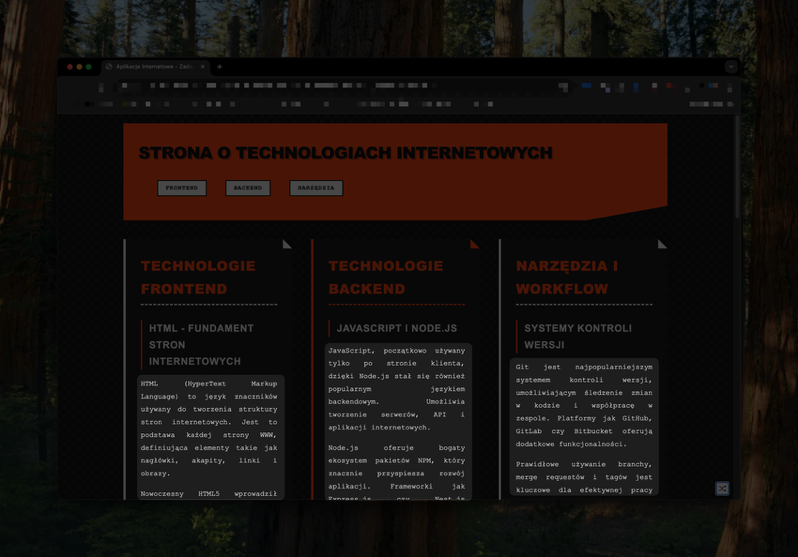 Aplikacje Internetowe - Zada
STRONA O TECHNOLOGIACH INTERNETOWYCH
FRONTEND
BACKEND
NARZĘDZIA
TECHNOLOGIE
FRONTEND
HTML - FUNDAMENT
STRON
INTERNETOWYCH
HTML (HyperText Markup
Language) to język znaczników
używany do tworzenia struktury
stron internetowych. Jest to
podstawa każdej strony WWW,
definiująca elementy takie jak
nagłówki, akapity, linki i
obrazy.
Nowoczesny HTML5 wprowadził
TECHNOLOGIE
BACKEND
JAVASCRIPT I NODE.JS
JavaScript, początkowo używany
tylko po stronie klienta,
dzięki Node.js stał się również
popularnym językiem
backendowym. Umożliwia
tworzenie serwerów, API i
aplikacji internetowych.
Node.js oferuje bogaty
ekosystem pakietów NPM, który
znacznie przyspiesza rozwój
aplikacji. Frameworki jak
Express.js czy Nest.js
NARZĘDZIA I
WORKFLOW
SYSTEMY KONTROLI
WERSJI
Git jest najpopularniejszym
systemem kontroli wersji,
umożliwiającym śledzenie zmian
w kodzie i współpracę w
zespole. Platformy jak GitHub,
GitLab czy Bitbucket oferują
dodatkowe funkcjonalności.
Prawidłowe używanie branchy,
merge requestów i tagów jest
kluczowe dla efektywnej pracy